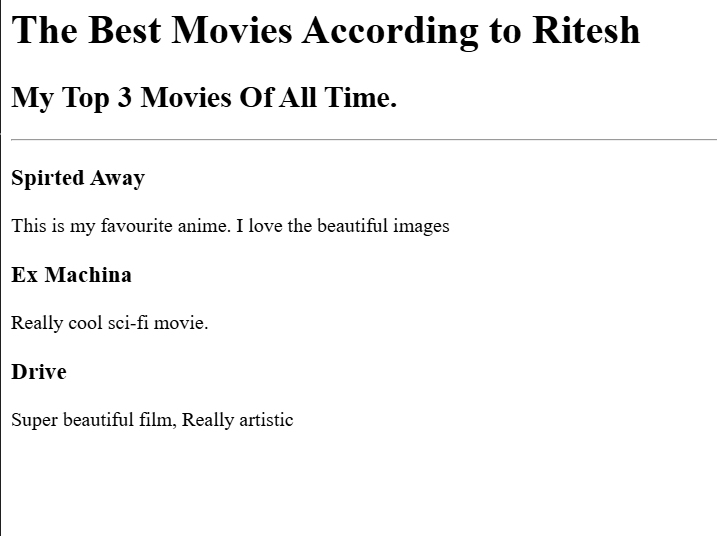 The Best Movies According to Ritesh
My Top 3 Movies Of All Time.
Spirted Away
This is my favourite anime. I love the beautiful images
Ex Machina
Really cool sci-fi movie.
Drive
Super beautiful film, Really artistic